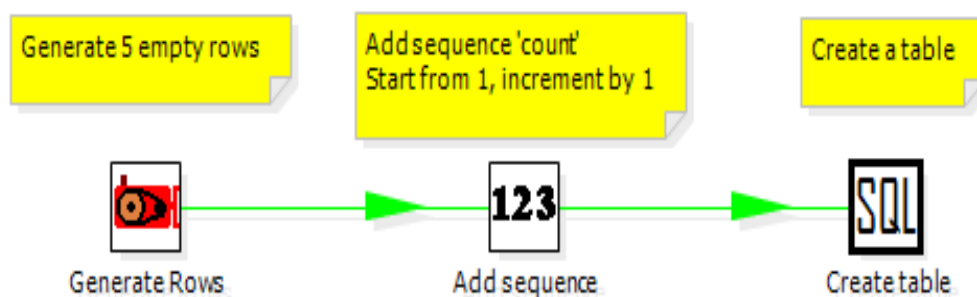 Generate 5 empty rows
Add sequence 'count'
Start from 1, increment by 1
Create a table
123
SQL
Generate Rows
Add sequence
Create table